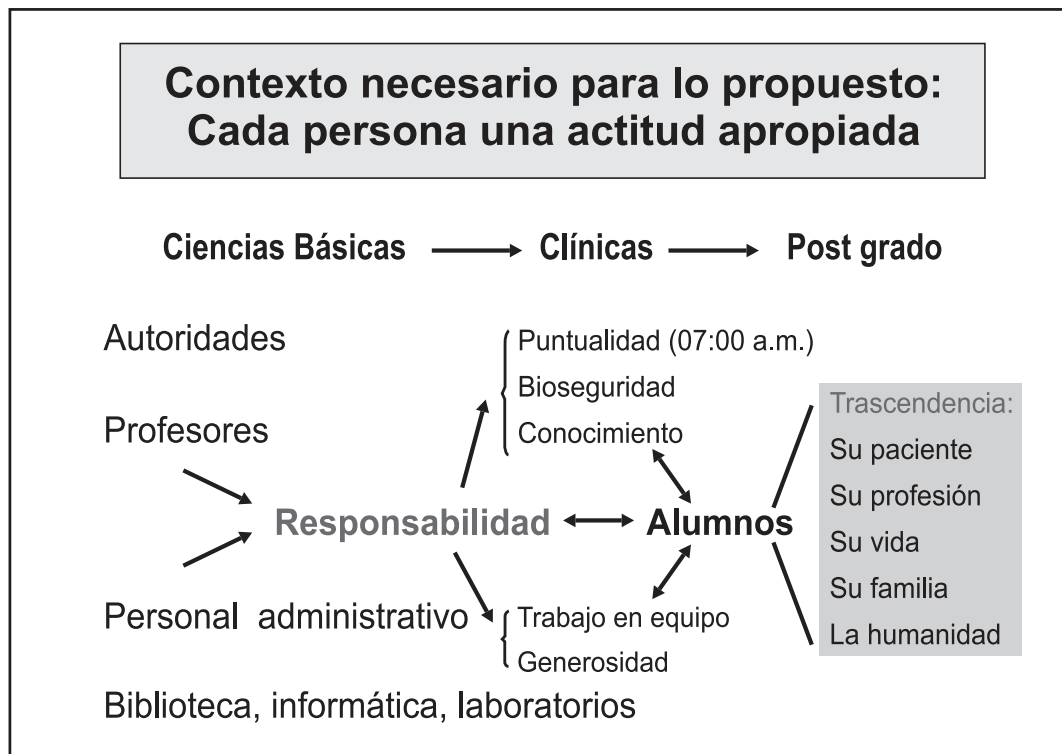 Contexto necesario para lo propuesto:
Cada persona una actitud apropiada
Ciencias Básicas Clínicas Post grado
Autoridades
Profesores
Responsabilidad
Personal administrativo
Biblioteca, informática, laboratorios
Puntualidad (07:00 a.m.)
Bioseguridad
Conocimiento
Alumnos
Trabajo en equipo
Generosidad
Trascendencia:
Su paciente
Su profesión
Su vida
Su familia
La humanidad